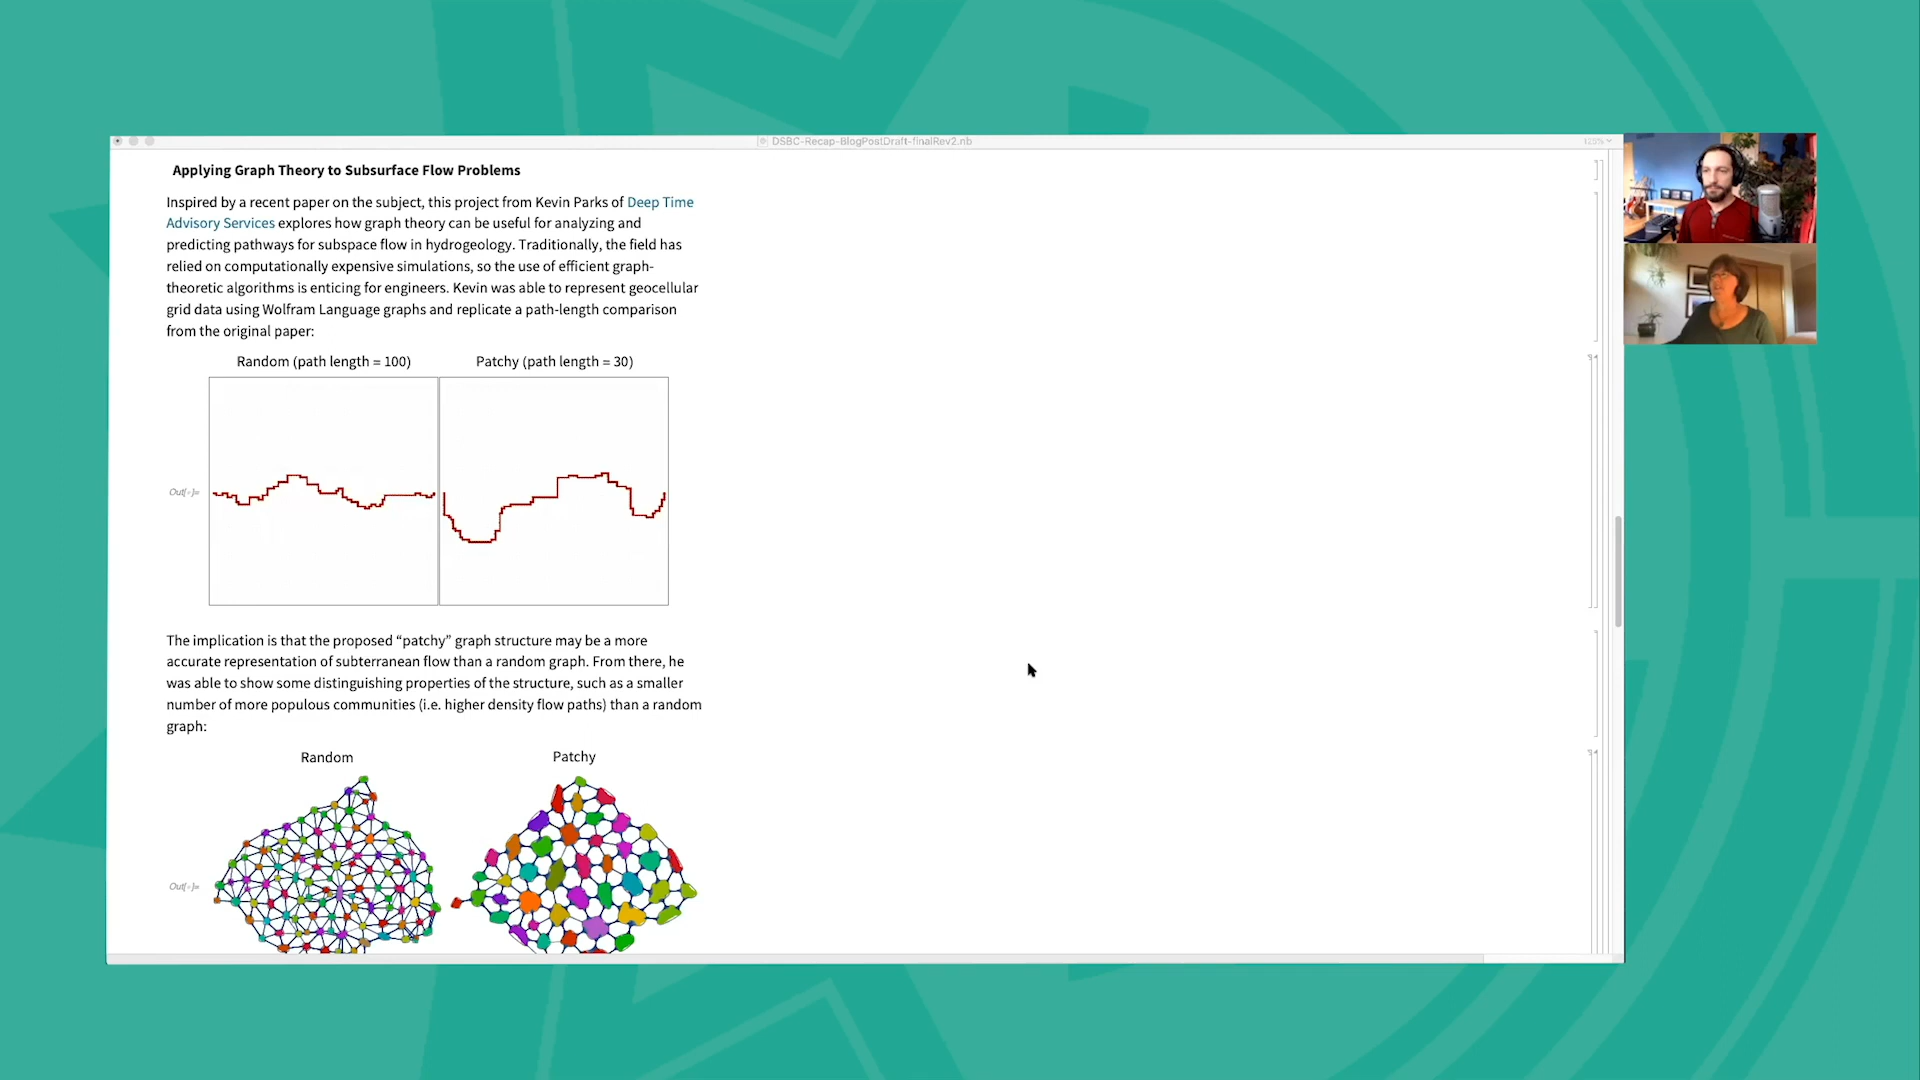 DSBC-Recap-BlogPostDraft-finalRev2.nb
125%
Applying Graph Theory to Subsurface Flow Problems
Inspired by a recent paper on the subject, this project from Kevin Parks of Deep Time
Advisory Services explores how graph theory can be useful for analyzing and
predicting pathways for subspace flow in hydrogeology. Traditionally, the field has
relied on computationally expensive simulations, so the use of efficient graph-
theoretic algorithms is enticing for engineers. Kevin was able to represent geocellular
grid data using Wolfram Language graphs and replicate a path-length comparison
from the original paper:
Random (path length = 100) Patchy (path length = 30)
Out[◦]=
The implication is that the proposed “patchy” graph structure may be a more
accurate representation of subterranean flow than a random graph. From there, he
was able to show some distinguishing properties of the structure, such as a smaller
number of more populous communities (i.e. higher density flow paths) than a random
graph:
Random Patchy
Out[◦]=